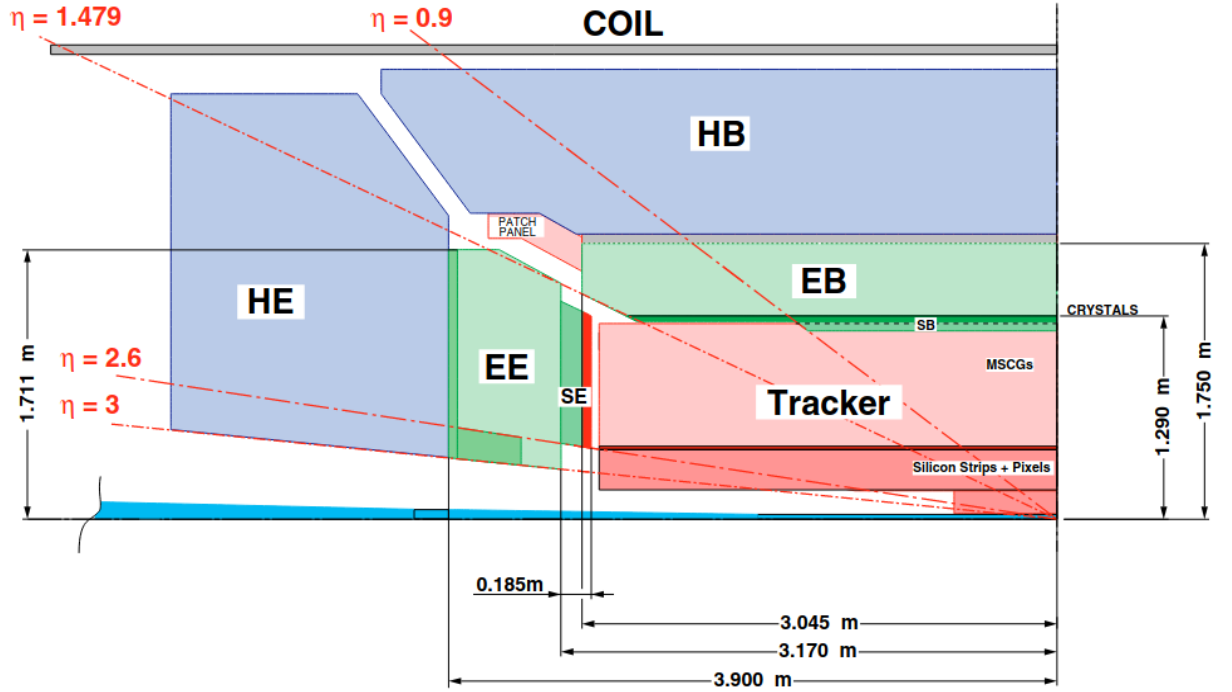 η = 1.479
η = 0.9
COIL
HB
PATCH
PANEL
HE
EB
CRYSTALS
SB
EE
MSCGs
η = 2.6
SE
Tracker
η = 3
1.711 m
1.290 m
1.750 m
Silicon Strips + Pixels
0.185m
3.045 m
3.170 m
3.900 m